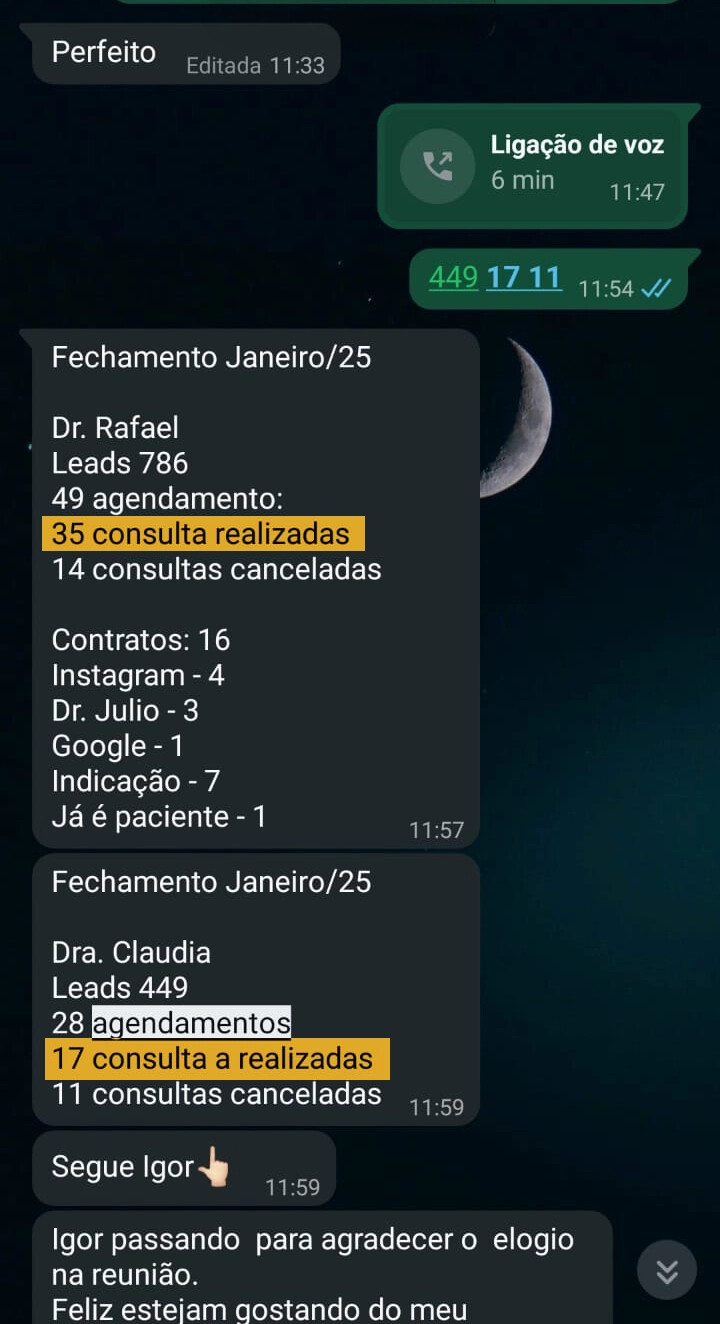 Perfeito
Editada 11:33
Ligação de voz
6 min
11:47
449 17 11 11:54
Fechamento Janeiro/25
Dr. Rafael
Leads 786
49 agendamento:
35 consulta realizadas
14 consultas canceladas
Contratos: 16
Instagram - 4
Dr. Julio - 3
Google - 1
Indicação - 7
Já é paciente - 1
11:57
Fechamento Janeiro/25
Dra. Claudia
Leads 449
28 agendamentos
17 consulta a realizadas
11 consultas canceladas
11:59
Segue Igor👆🏻
11:59
Igor passando para agradecer o elogio
na reunião.
Feliz estejam gostando do meu